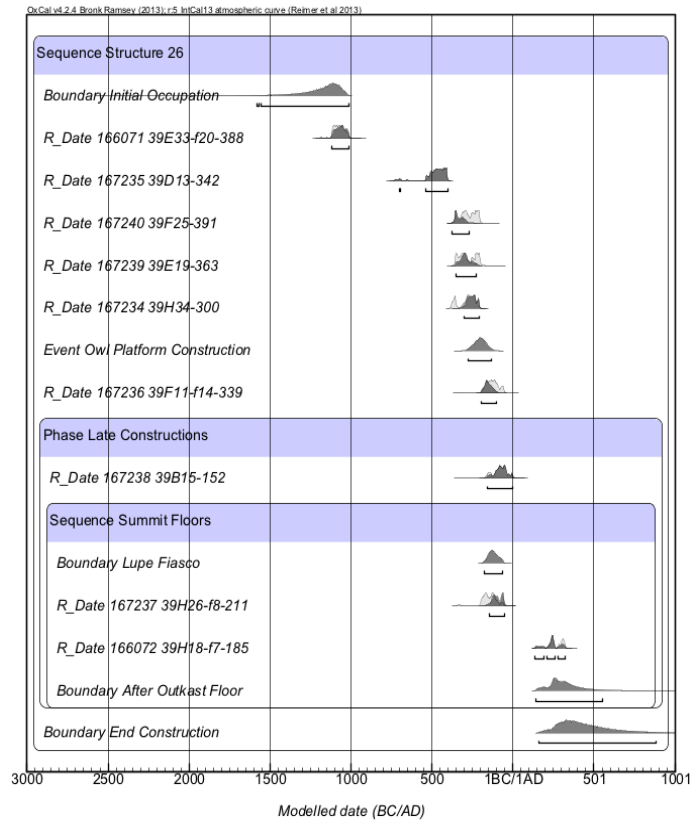 OxCal v4.2.4 Bronk Ramsey (2013); r:5 IntCal13 atmospheric curve (Reimer et al 2013)
Sequence Structure 26
Boundary Initial Occupation
R_Date 166071 39E33-f20-388
R_Date 167235 39D13-342
R_Date 167240 39F25-391
R_Date 167239 39E19-363
R_Date 167234 39H34-300
Event Owl Platform Construction
R_Date 167236 39F11-f14-339
Phase Late Constructions
R_Date 167238 39B15-152
Sequence Summit Floors
Boundary Lupe Fiasco
R_Date 167237 39H26-f8-211
R_Date 166072 39H18-f7-185
Boundary After Outkast Floor
Boundary End Construction
3000 2500 2000 1500 1000 500 1BC/1AD 501 1001
Modelled date (BC/AD)